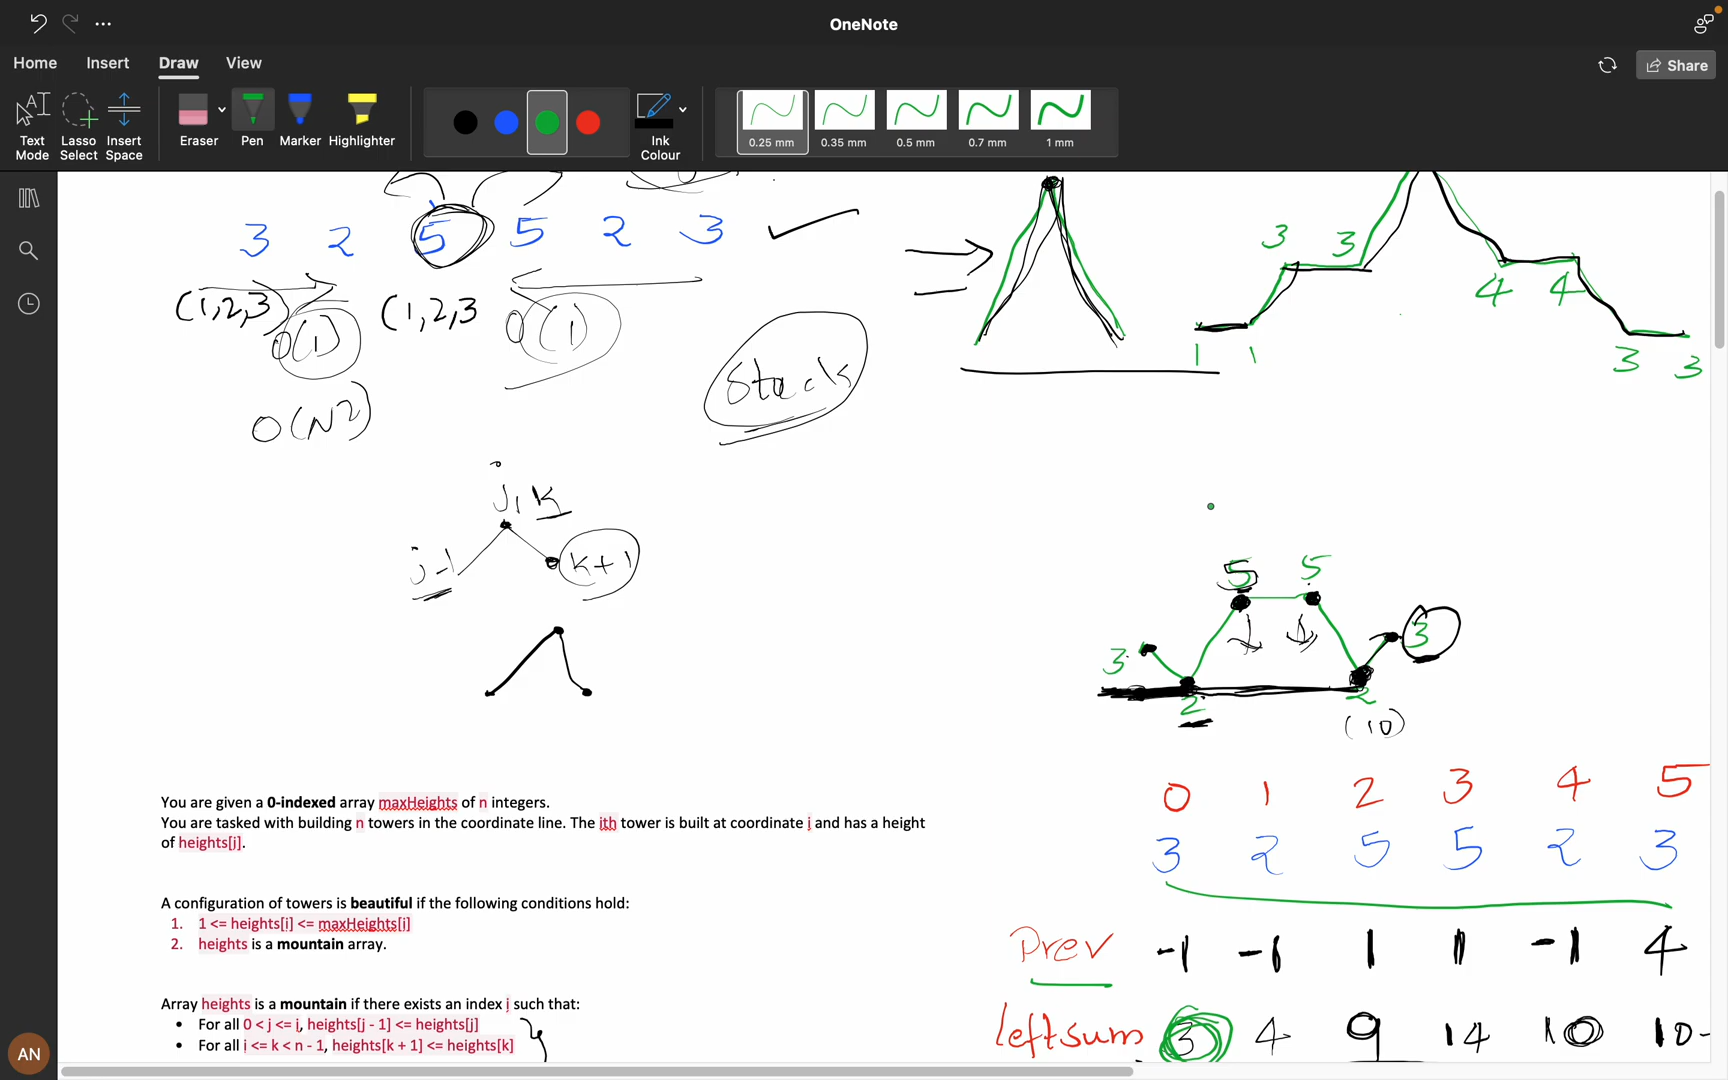 OneNote
Home Insert Draw View
Share
Text Mode
Lasso Select
Insert Space
Eraser
Pen
Marker
Highlighter
Ink Colour
0.25 mm
0.35 mm
0.5 mm
0.7 mm
1 mm
3 2 5 5 2 3
(1,2,3) (1,2,3
O(1) O(1)
O(N²)
Stack
3 3
4 4
1 1
3 3
j, k
j-1 k+1
5 5
3 3
2 2
(10)
You are given a 0-indexed array maxHeights of n integers.
You are tasked with building n towers in the coordinate line. The ith tower is built at coordinate i and has a height
of heights[i].
A configuration of towers is beautiful if the following conditions hold:
1. 1 <= heights[i] <= maxHeights[i]
2. heights is a mountain array.
Array heights is a mountain if there exists an index i such that:
• For all 0 < j <= i, heights[j - 1] <= heights[j]
• For all i <= k < n - 1, heights[k + 1] <= heights[k]
0 1 2 3 4 5
3 2 5 5 2 3
Prev -1 -1 1 1 -1 4
leftsum 3 4 9 14 10 10
AN